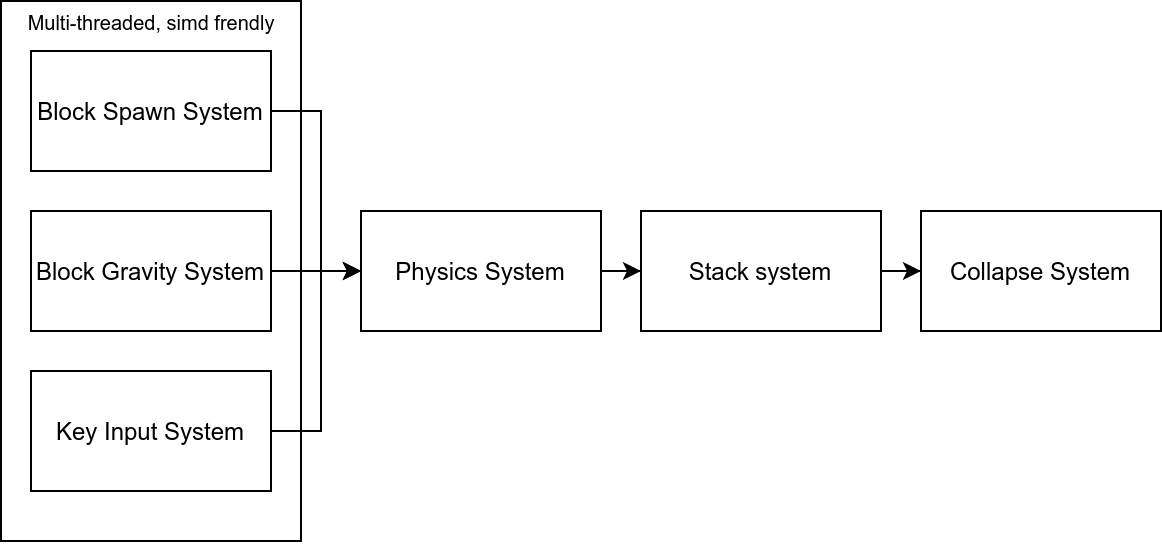 Multi-threaded, simd frendly
Block Spawn System
Block Gravity System
Physics System
Stack system
Collapse System
Key Input System